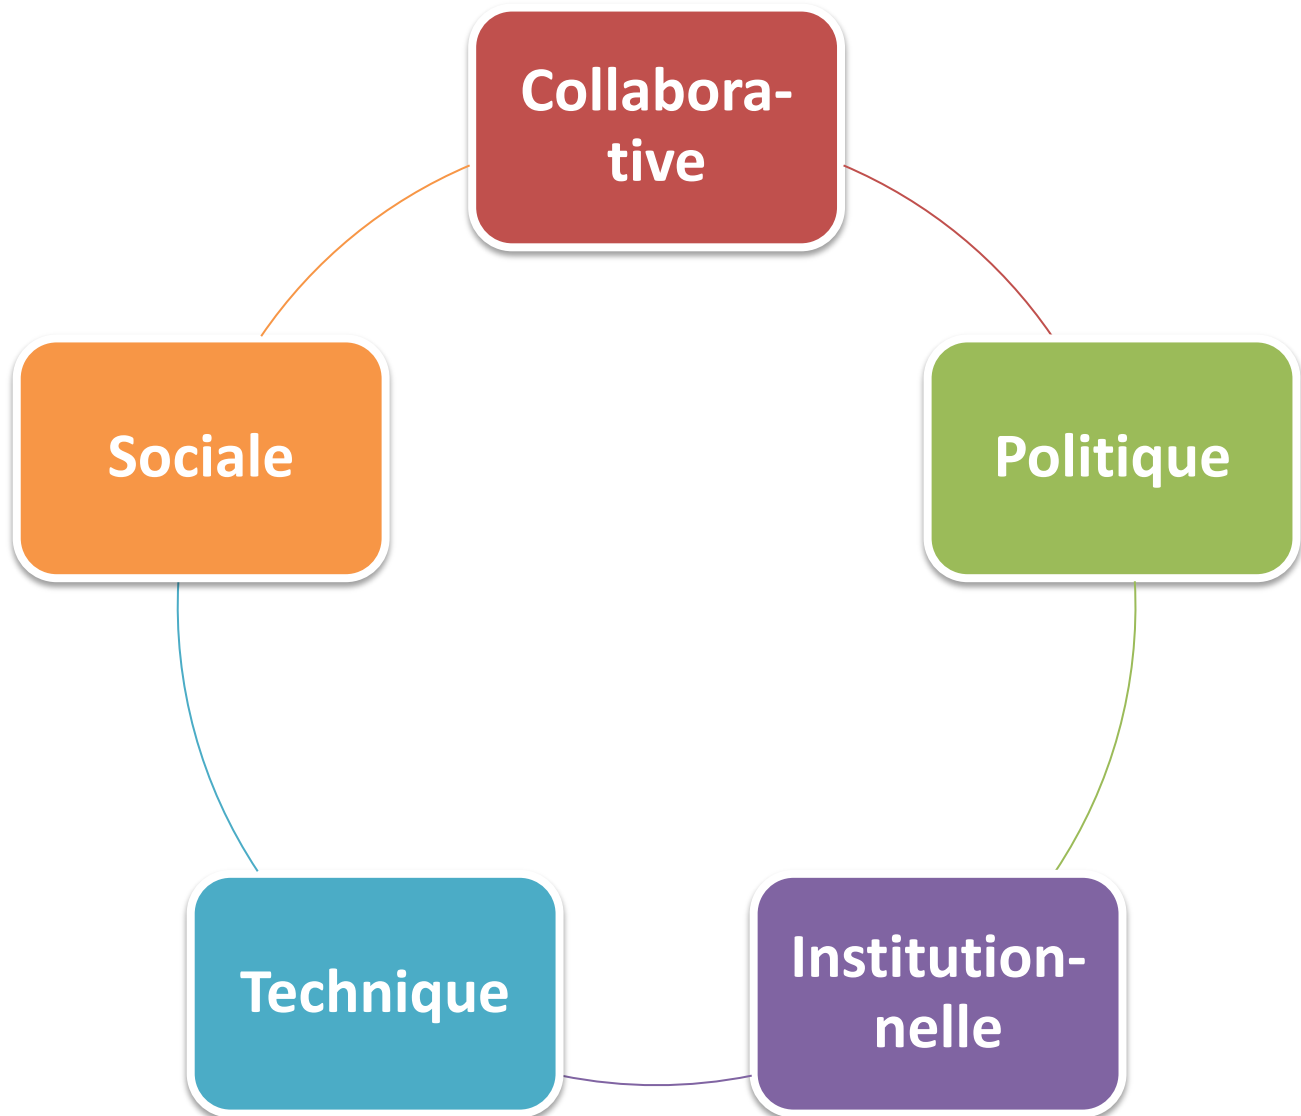 Collabora-
tive
Sociale
Politique
Technique
Institution-
nelle